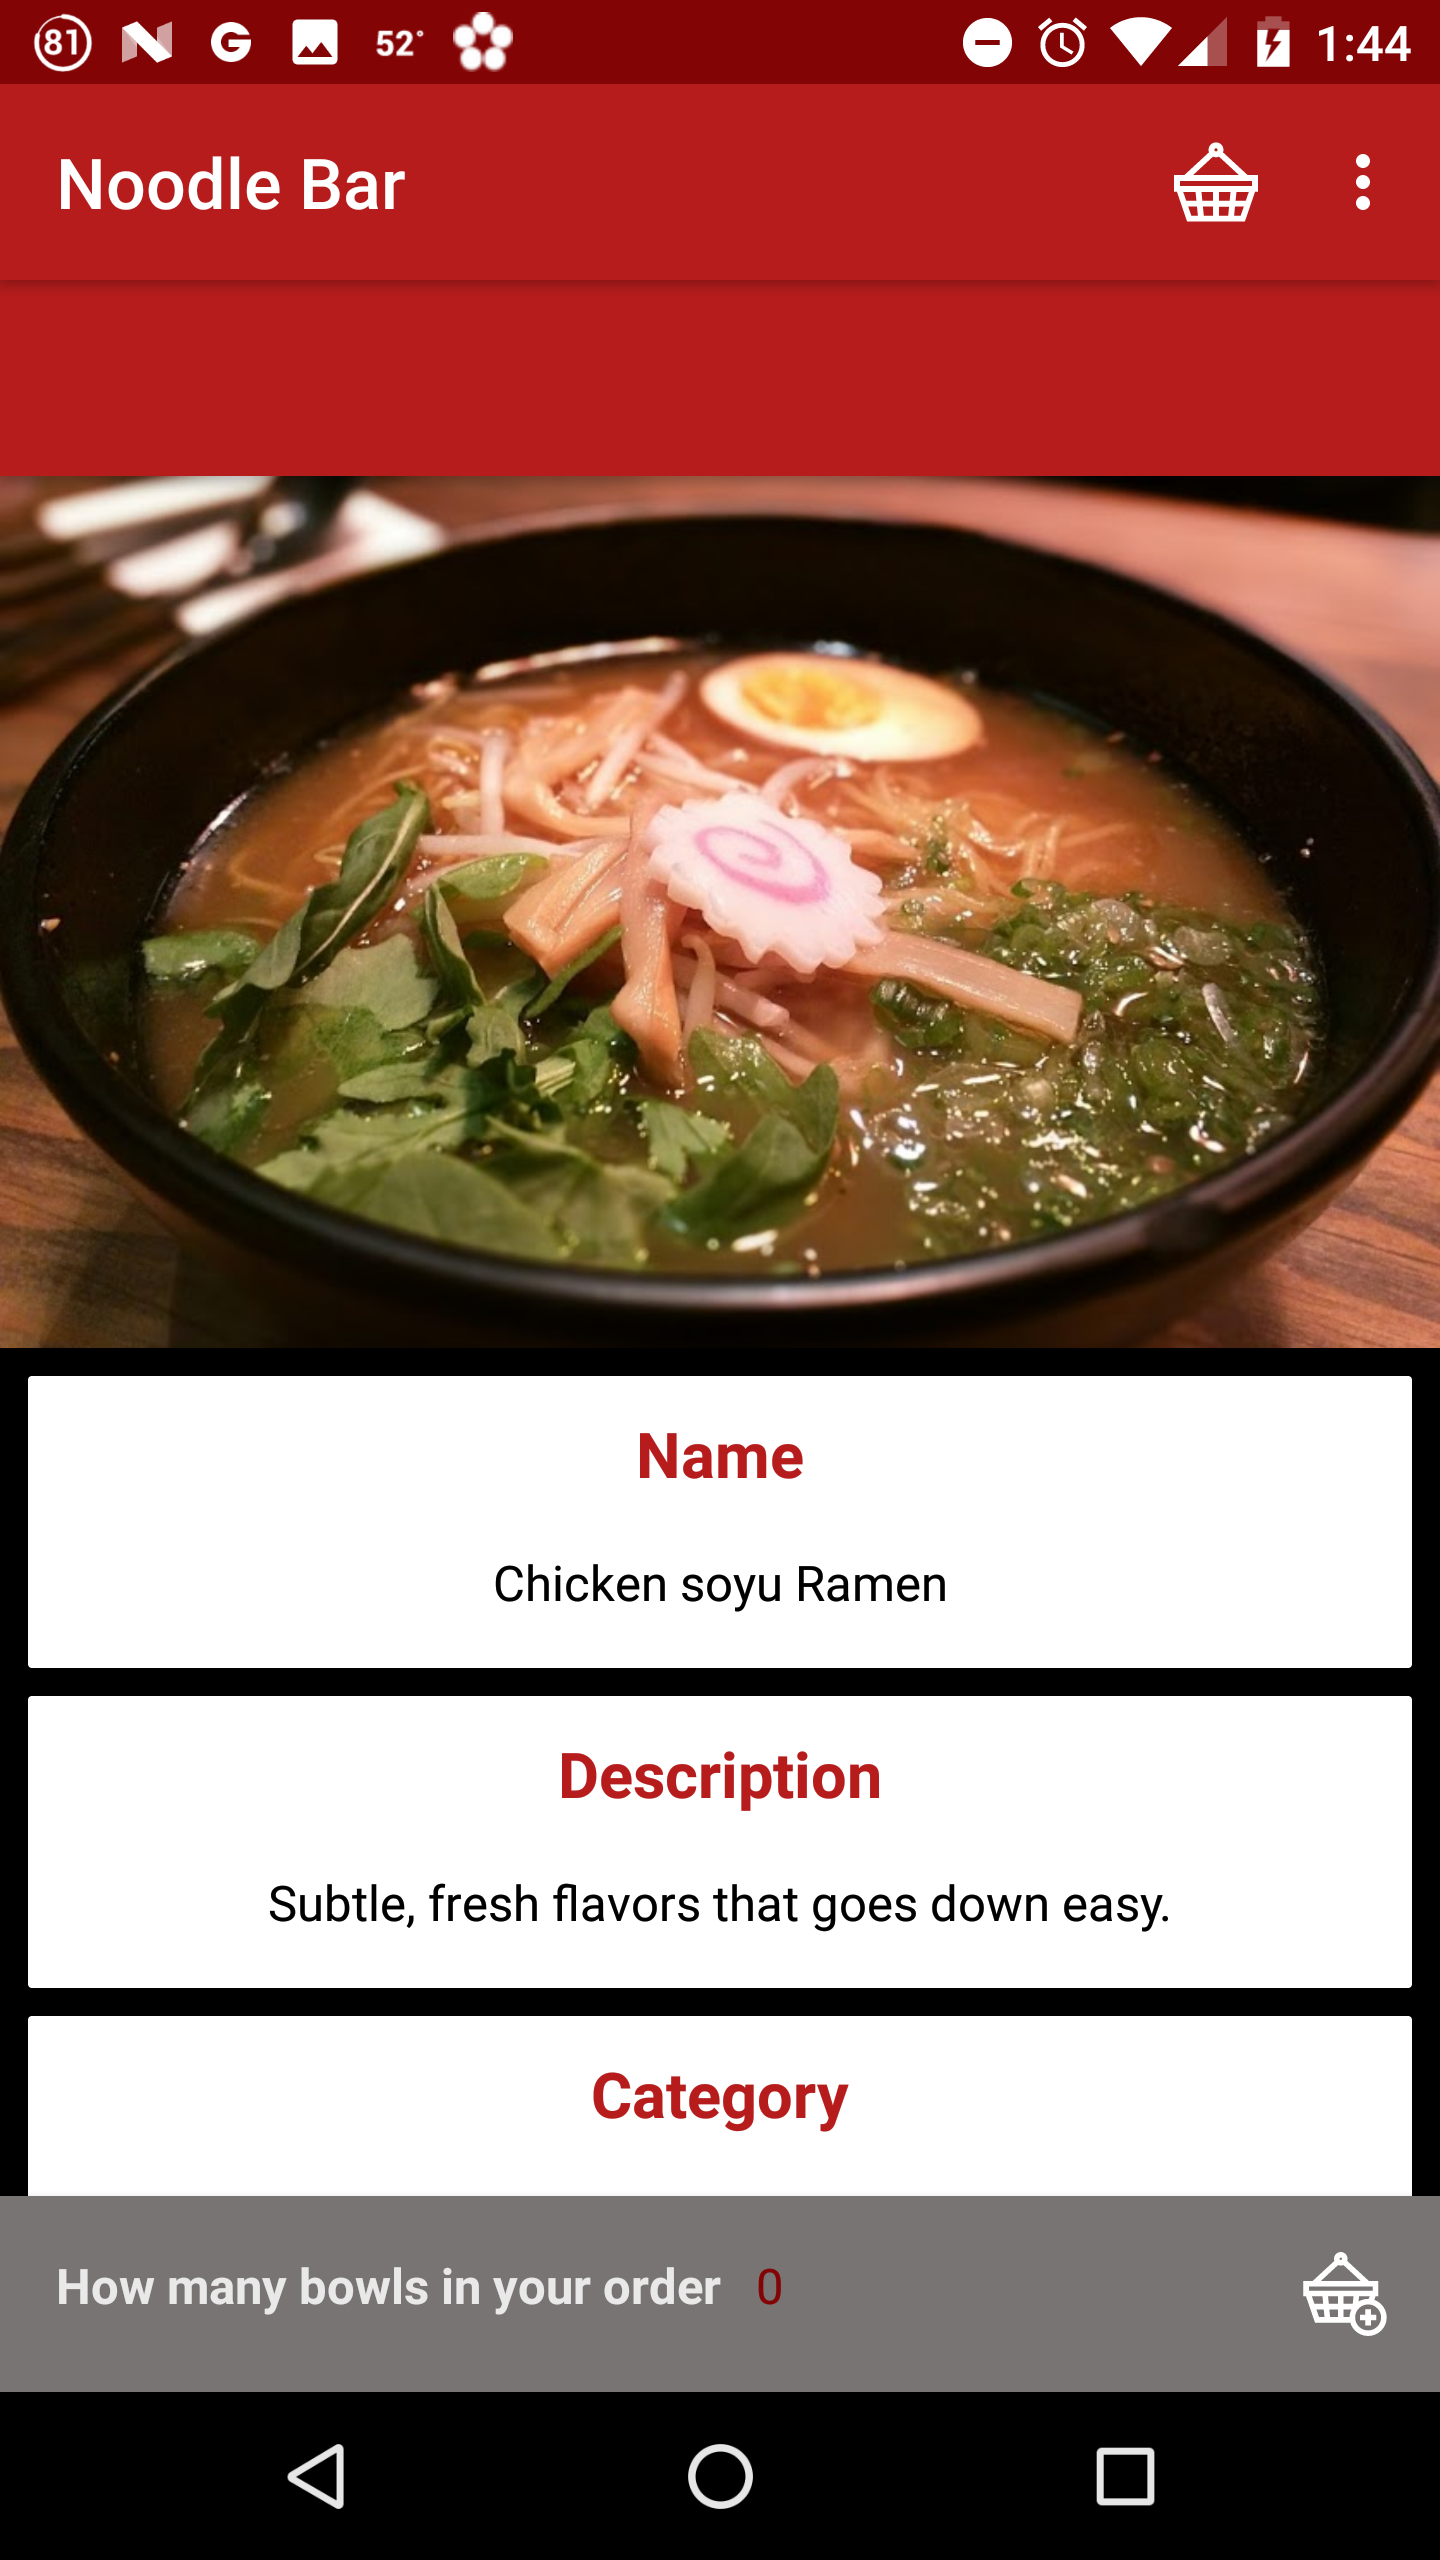 81 52° 1:44
Noodle Bar
Name
Chicken soyu Ramen
Description
Subtle, fresh flavors that goes down easy.
Category
How many bowls in your order 0